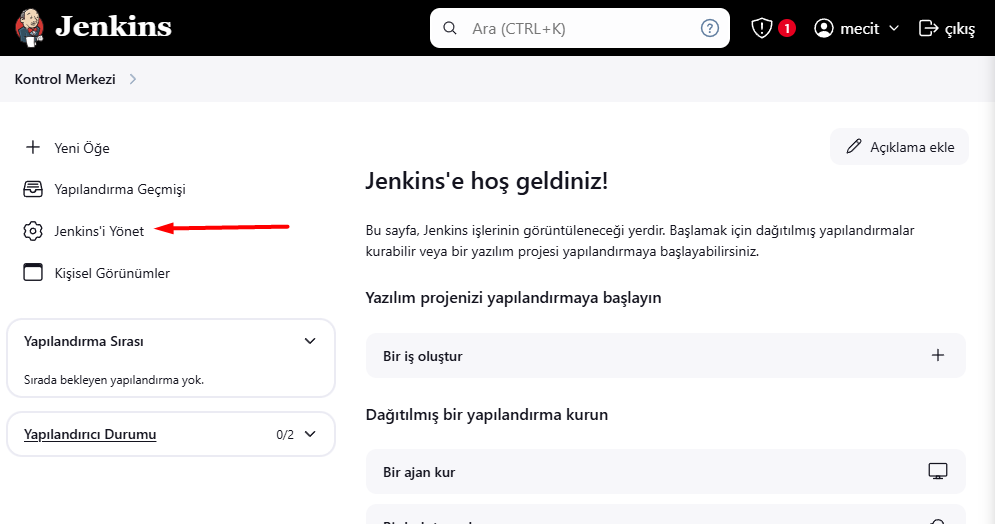 Jenkins
Ara (CTRL+K)
?
1
mecit
çıkış
Kontrol Merkezi
Yeni Öğe
Açıklama ekle
Yapılandırma Geçmişi
Jenkins'e hoş geldiniz!
Jenkins'i Yönet
Kişisel Görünümler
Bu sayfa, Jenkins işlerinin görüntüleneceği yerdir. Başlamak için dağıtılmış yapılandırmalar
kurabilir veya bir yazılım projesi yapılandırmaya başlayabilirsiniz.
Yazılım projenizi yapılandırmaya başlayın
Yapılandırma Sırası
Sırada bekleyen yapılandırma yok.
Bir iş oluştur
Yapılandırıcı Durumu
0/2
Dağıtılmış bir yapılandırma kurun
Bir ajan kur